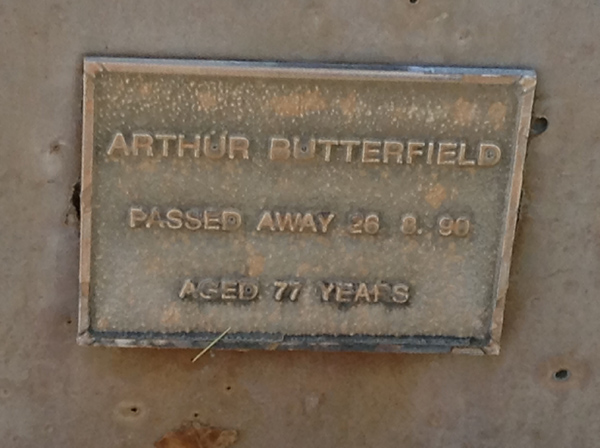 ARTHUR BUTTERFIELD
PASSED AWAY 26 8. 90
AGED 77 YEARS